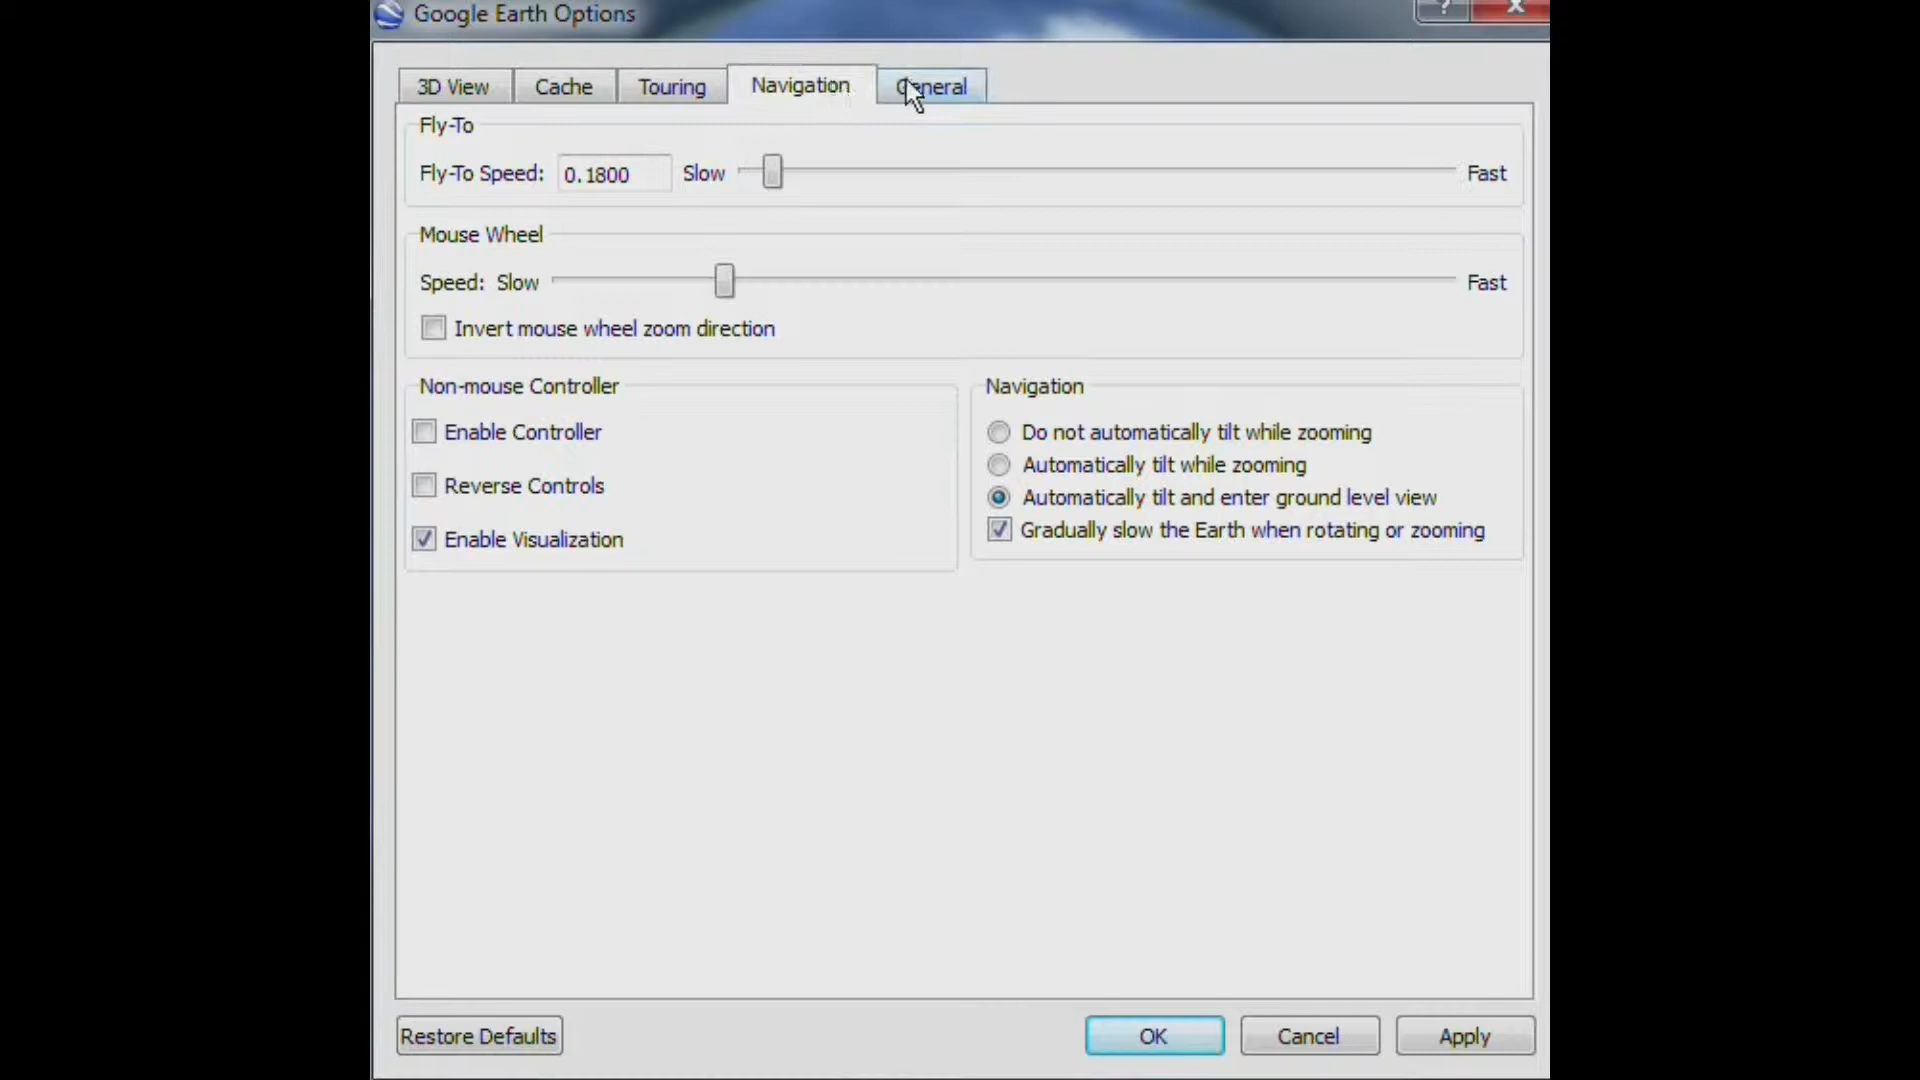 Google Earth Options
?
3D View Cache Touring Navigation General
Fly-To
Fly-To Speed: 0.1800 Slow Fast
Mouse Wheel
Speed: Slow Fast
Invert mouse wheel zoom direction
Non-mouse Controller
Enable Controller
Reverse Controls
Enable Visualization
Navigation
Do not automatically tilt while zooming
Automatically tilt while zooming
Automatically tilt and enter ground level view
Gradually slow the Earth when rotating or zooming
Restore Defaults OK Cancel Apply